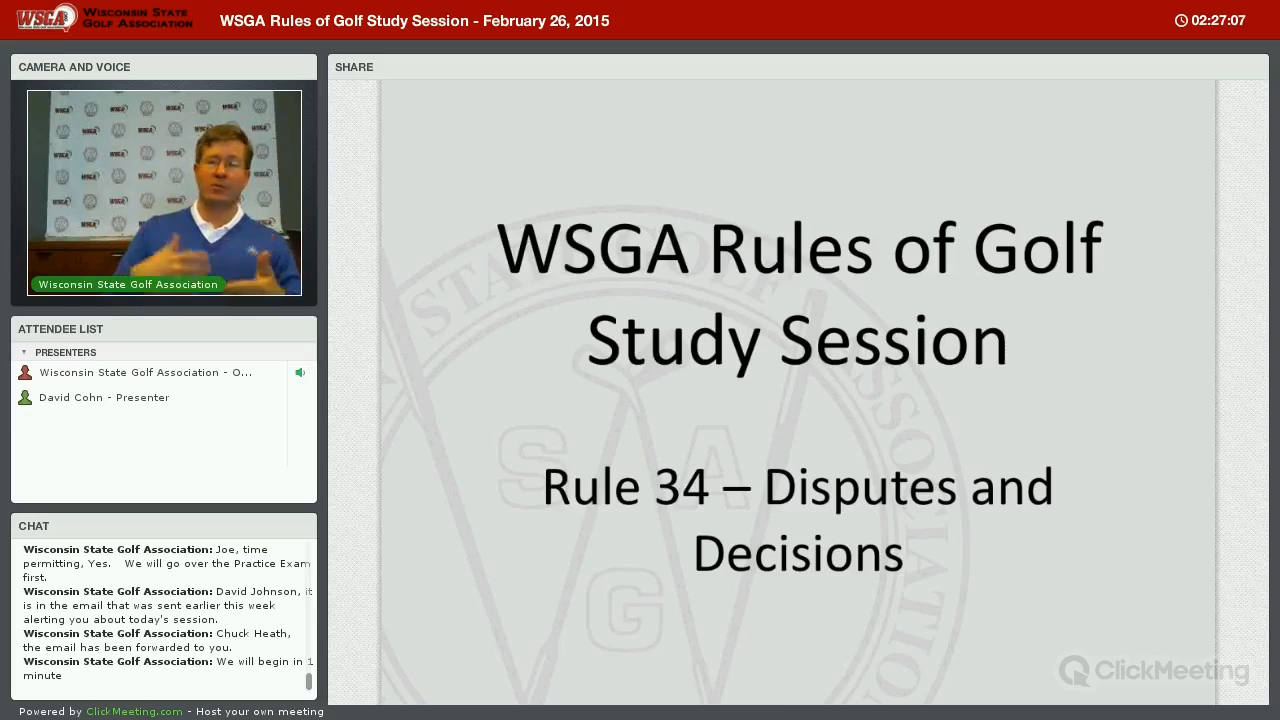 WSGA
Wisconsin State
Golf Association
WSGA Rules of Golf Study Session - February 26, 2015
02:27:07
CAMERA AND VOICE
Wisconsin State Golf Association
ATTENDEE LIST
PRESENTERS
Wisconsin State Golf Association - O...
David Cohn - Presenter
CHAT
Wisconsin State Golf Association: Joe, time
permitting, Yes. We will go over the Practice Exam
first.
Wisconsin State Golf Association: David Johnson, it
is in the email that was sent earlier this week
alerting you about today's session.
Wisconsin State Golf Association: Chuck Heath,
the email has been forwarded to you.
Wisconsin State Golf Association: We will begin in 1
minute
Powered by ClickMeeting.com - Host your own meeting
SHARE
WSGA Rules of Golf
Study Session
Rule 34 – Disputes and
Decisions
S A
G
ClickMeeting